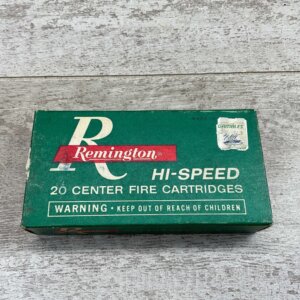 R
Remington
HI-SPEED
20 CENTER FIRE CARTRIDGES
WARNING • KEEP OUT OF REACH OF CHILDREN